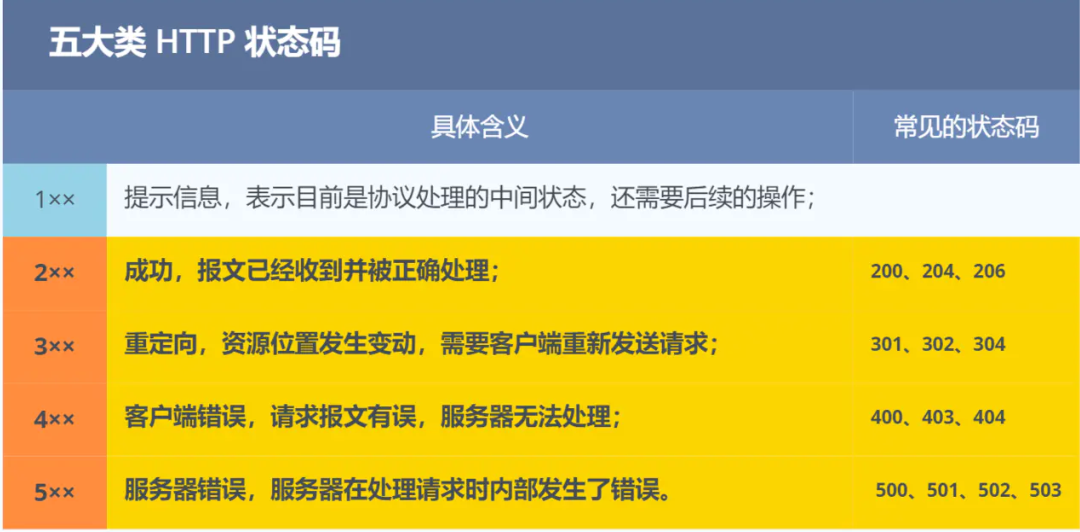 五大类 HTTP 状态码
具体含义 常见的状态码
1×× 提示信息，表示目前是协议处理的中间状态，还需要后续的操作；
2×× 成功，报文已经收到并被正确处理； 200、204、206
3×× 重定向，资源位置发生变动，需要客户端重新发送请求； 301、302、304
4×× 客户端错误，请求报文有误，服务器无法处理； 400、403、404
5×× 服务器错误，服务器在处理请求时内部发生了错误。 500、501、502、503